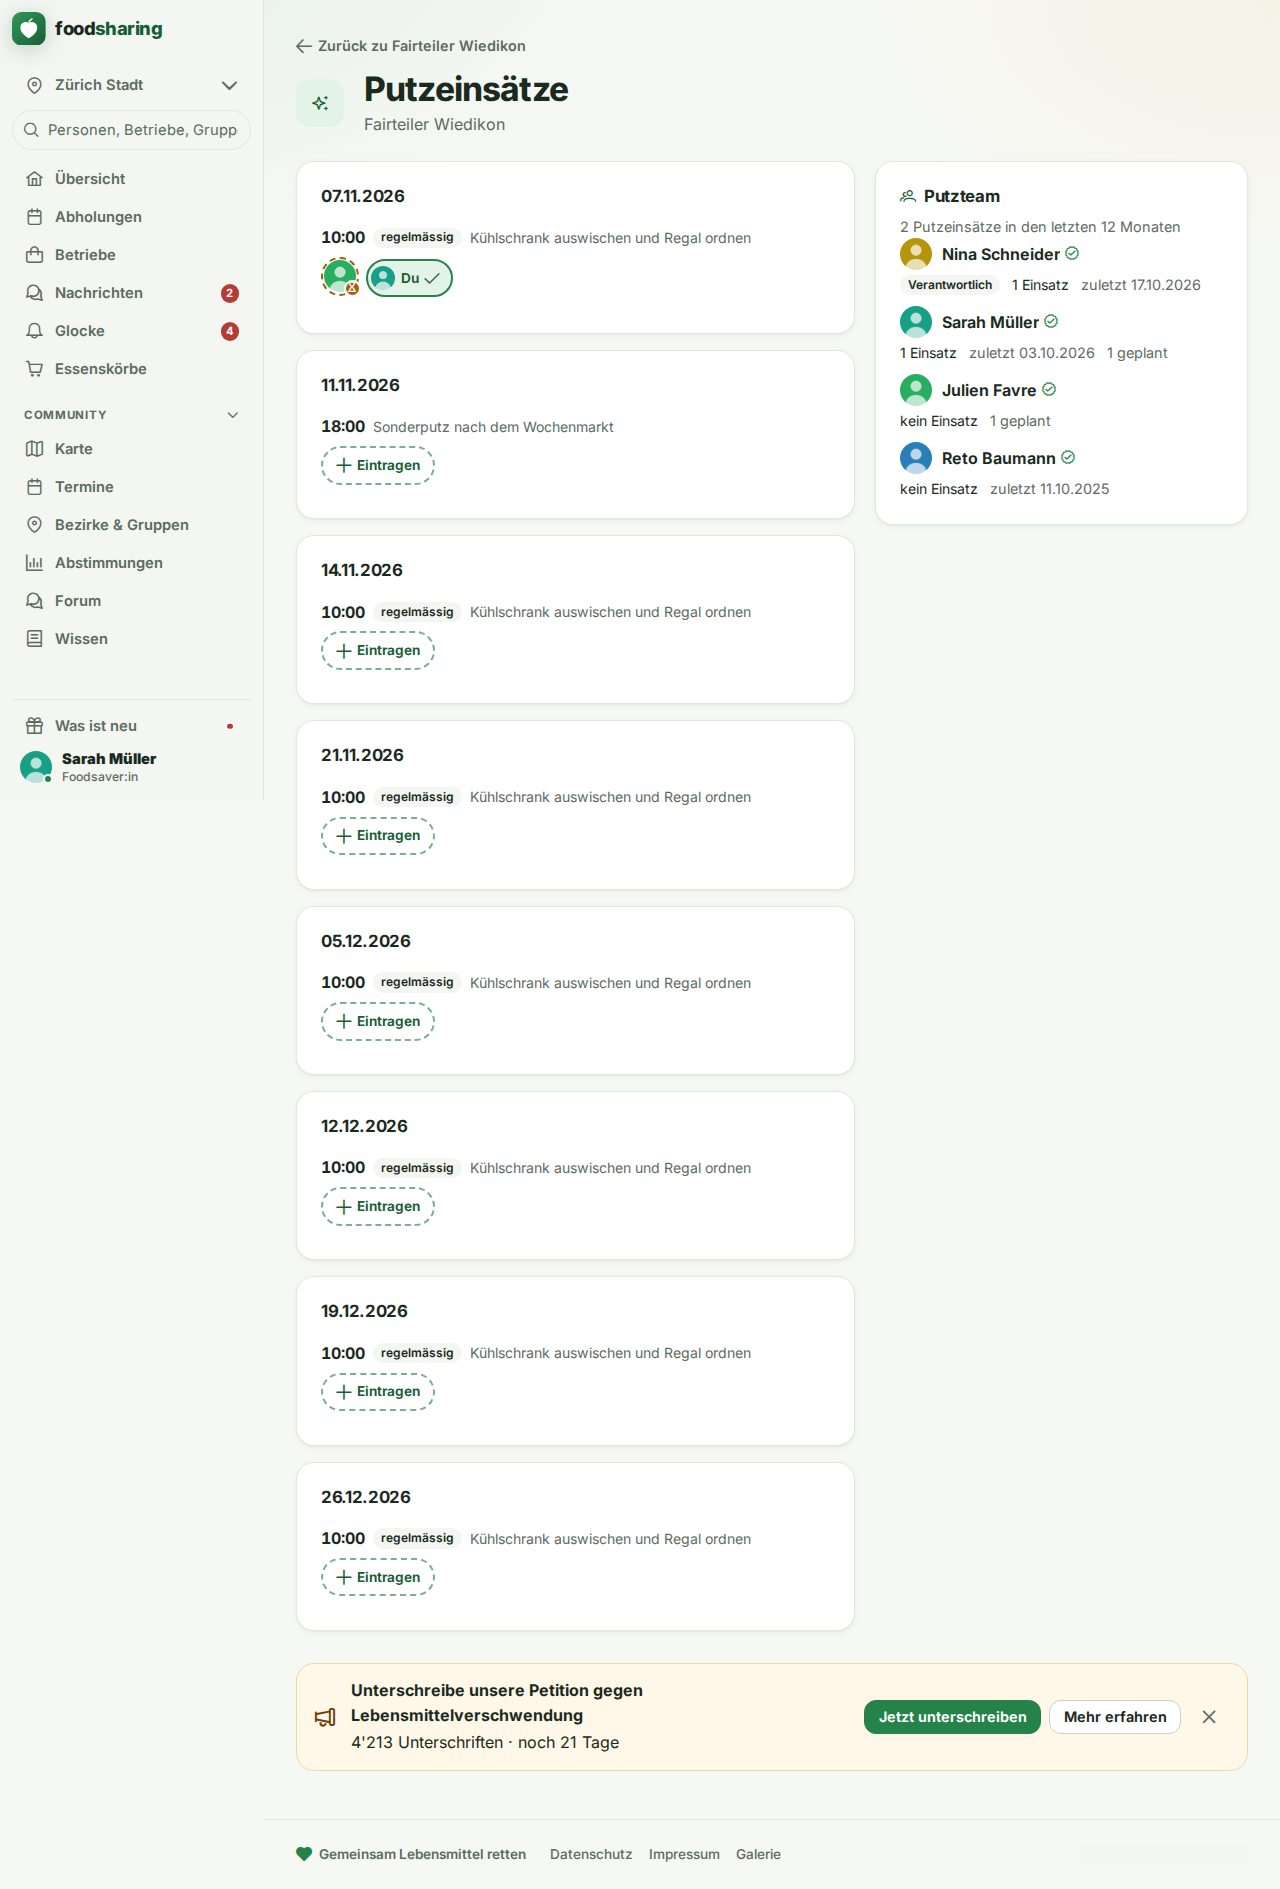 foodsharing
Zürich Stadt
Personen, Betriebe, Grupp
Übersicht
Abholungen
Betriebe
Nachrichten 2
Glocke 4
Essenskörbe
COMMUNITY
Karte
Termine
Bezirke & Gruppen
Abstimmungen
Forum
Wissen
Was ist neu
Sarah Müller
Foodsaver:in
Zurück zu Fairteiler Wiedikon
Putzeinsätze
Fairteiler Wiedikon
07.11.2026
10:00 regelmässig Kühlschrank auswischen und Regal ordnen
Du
11.11.2026
18:00 Sonderputz nach dem Wochenmarkt
Eintragen
14.11.2026
10:00 regelmässig Kühlschrank auswischen und Regal ordnen
Eintragen
21.11.2026
10:00 regelmässig Kühlschrank auswischen und Regal ordnen
Eintragen
05.12.2026
10:00 regelmässig Kühlschrank auswischen und Regal ordnen
Eintragen
12.12.2026
10:00 regelmässig Kühlschrank auswischen und Regal ordnen
Eintragen
19.12.2026
10:00 regelmässig Kühlschrank auswischen und Regal ordnen
Eintragen
26.12.2026
10:00 regelmässig Kühlschrank auswischen und Regal ordnen
Eintragen
Putzteam
2 Putzeinsätze in den letzten 12 Monaten
Nina Schneider
Verantwortlich 1 Einsatz zuletzt 17.10.2026
Sarah Müller
1 Einsatz zuletzt 03.10.2026 1 geplant
Julien Favre
kein Einsatz 1 geplant
Reto Baumann
kein Einsatz zuletzt 11.10.2025
Unterschreibe unsere Petition gegen
Lebensmittelverschwendung
4'213 Unterschriften · noch 21 Tage
Jetzt unterschreiben Mehr erfahren
Gemeinsam Lebensmittel retten Datenschutz Impressum Galerie